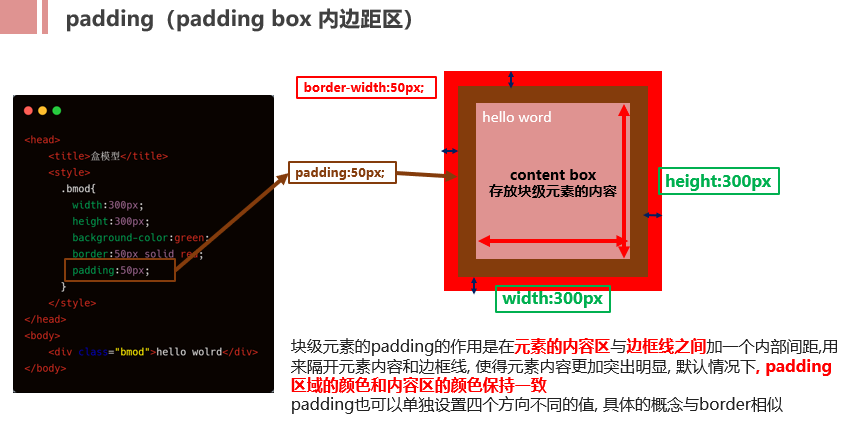 padding（padding box 内边距区）
<head>
<title>盒模型</title>
<style>
.bmod{
width:300px;
height:300px;
background-color:green;
border:50px solid red;
padding:50px;
}
</style>
</head>
<body>
<div class="bmod">hello wolrd</div>
</body>
border-width:50px;
padding:50px;
hello word
content box
存放块级元素的内容
height:300px
width:300px
块级元素的padding的作用是在元素的内容区与边框线之间加一个内部间距,用
来隔开元素内容和边框线, 使得元素内容更加突出明显, 默认情况下, padding
区域的颜色和内容区的颜色保持一致
padding也可以单独设置四个方向不同的值, 具体的概念与border相似